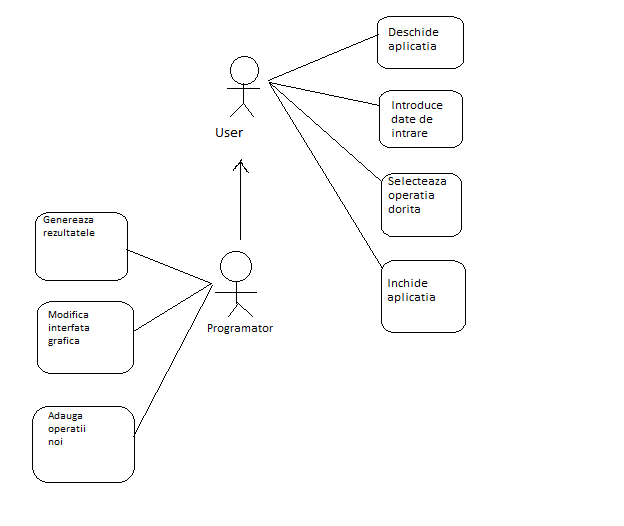 Deschide
aplicatia
User
Introduce
date de
intrare
Selecteaza
operatia
dorita
Genereaza
rezultatele
Inchide
aplicatia
Programator
Modifica
interfata
grafica
Adauga
operatii
noi